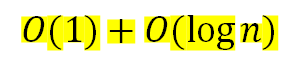 O(1) + O(log n)